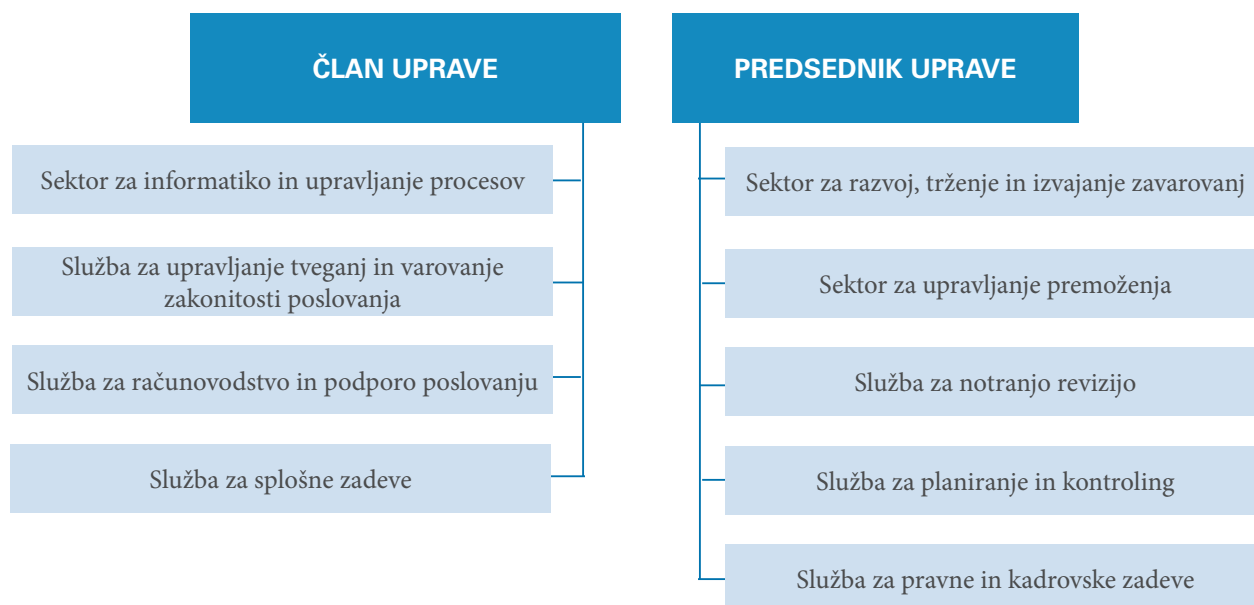 ČLAN UPRAVE
Sektor za informatiko in upravljanje procesov
Služba za upravljanje tveganj in varovanje
zakonitosti poslovanja
Služba za računovodstvo in podporo poslovanju
Služba za splošne zadeve
PREDSEDNIK UPRAVE
Sektor za razvoj, trženje in izvajanje zavarovanj
Sektor za upravljanje premoženja
Služba za notranjo revizijo
Služba za planiranje in kontroling
Služba za pravne in kadrovske zadeve